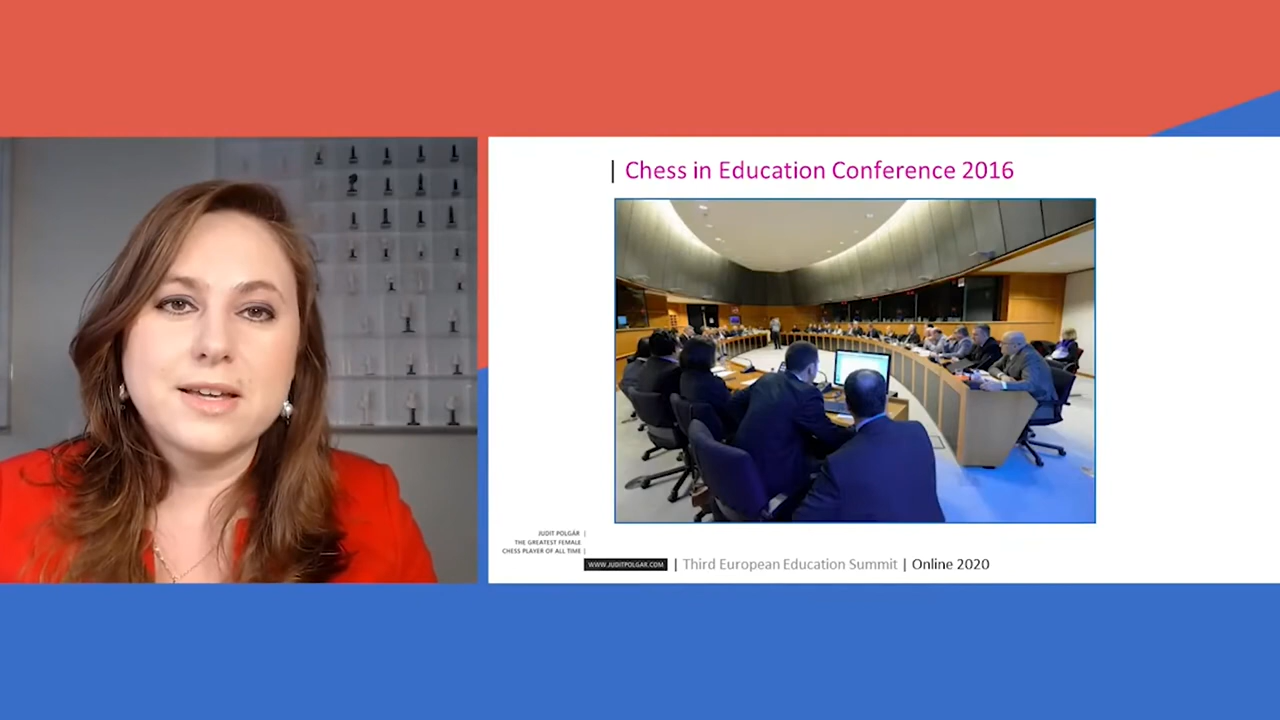 | Chess in Education Conference 2016
JUDIT POLGÁR |
THE GREATEST FEMALE
CHESS PLAYER OF ALL TIME |
WWW.JUDITPOLGAR.COM | Third European Education Summit | Online 2020